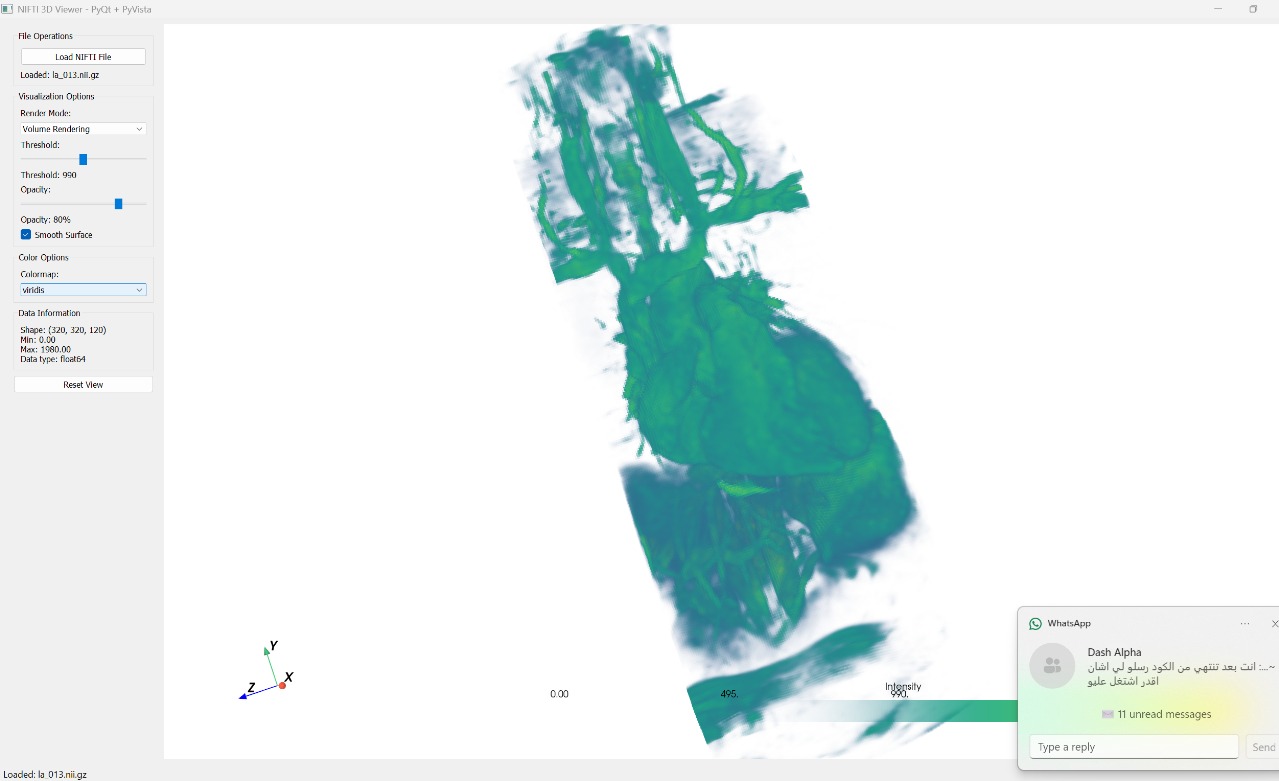 NIFTI 3D Viewer - PyQt + PyVista
File Operations
Load NIFTI File
Loaded: la_013.nii.gz
Visualization Options
Render Mode:
Volume Rendering
Threshold:
Threshold: 990
Opacity:
Opacity: 80%
Smooth Surface
Color Options
Colormap:
viridis
Data Information
Shape: (320, 320, 120)
Min: 0.00
Max: 1980.00
Data type: float64
Reset View
Y
X
Z
Intensity
0.00
495.
990.
WhatsApp
Dash Alpha
~...: انت بعد تنتهي من الكود رسلو لي اشان
اقدر اشتغل عليو
11 unread messages
Type a reply
Send
Loaded: la_013.nii.gz